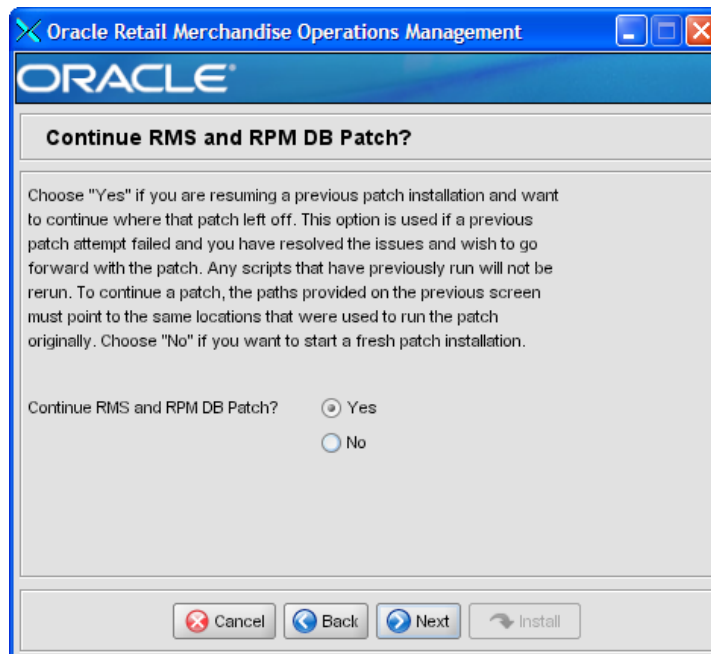 Oracle Retail Merchandise Operations Management
ORACLE®
Continue RMS and RPM DB Patch?
Choose "Yes" if you are resuming a previous patch installation and want
to continue where that patch left off. This option is used if a previous
patch attempt failed and you have resolved the issues and wish to go
forward with the patch. Any scripts that have previously run will not be
rerun. To continue a patch, the paths provided on the previous screen
must point to the same locations that were used to run the patch
originally. Choose "No" if you want to start a fresh patch installation.
Continue RMS and RPM DB Patch? Yes
No
Cancel Back Next Install